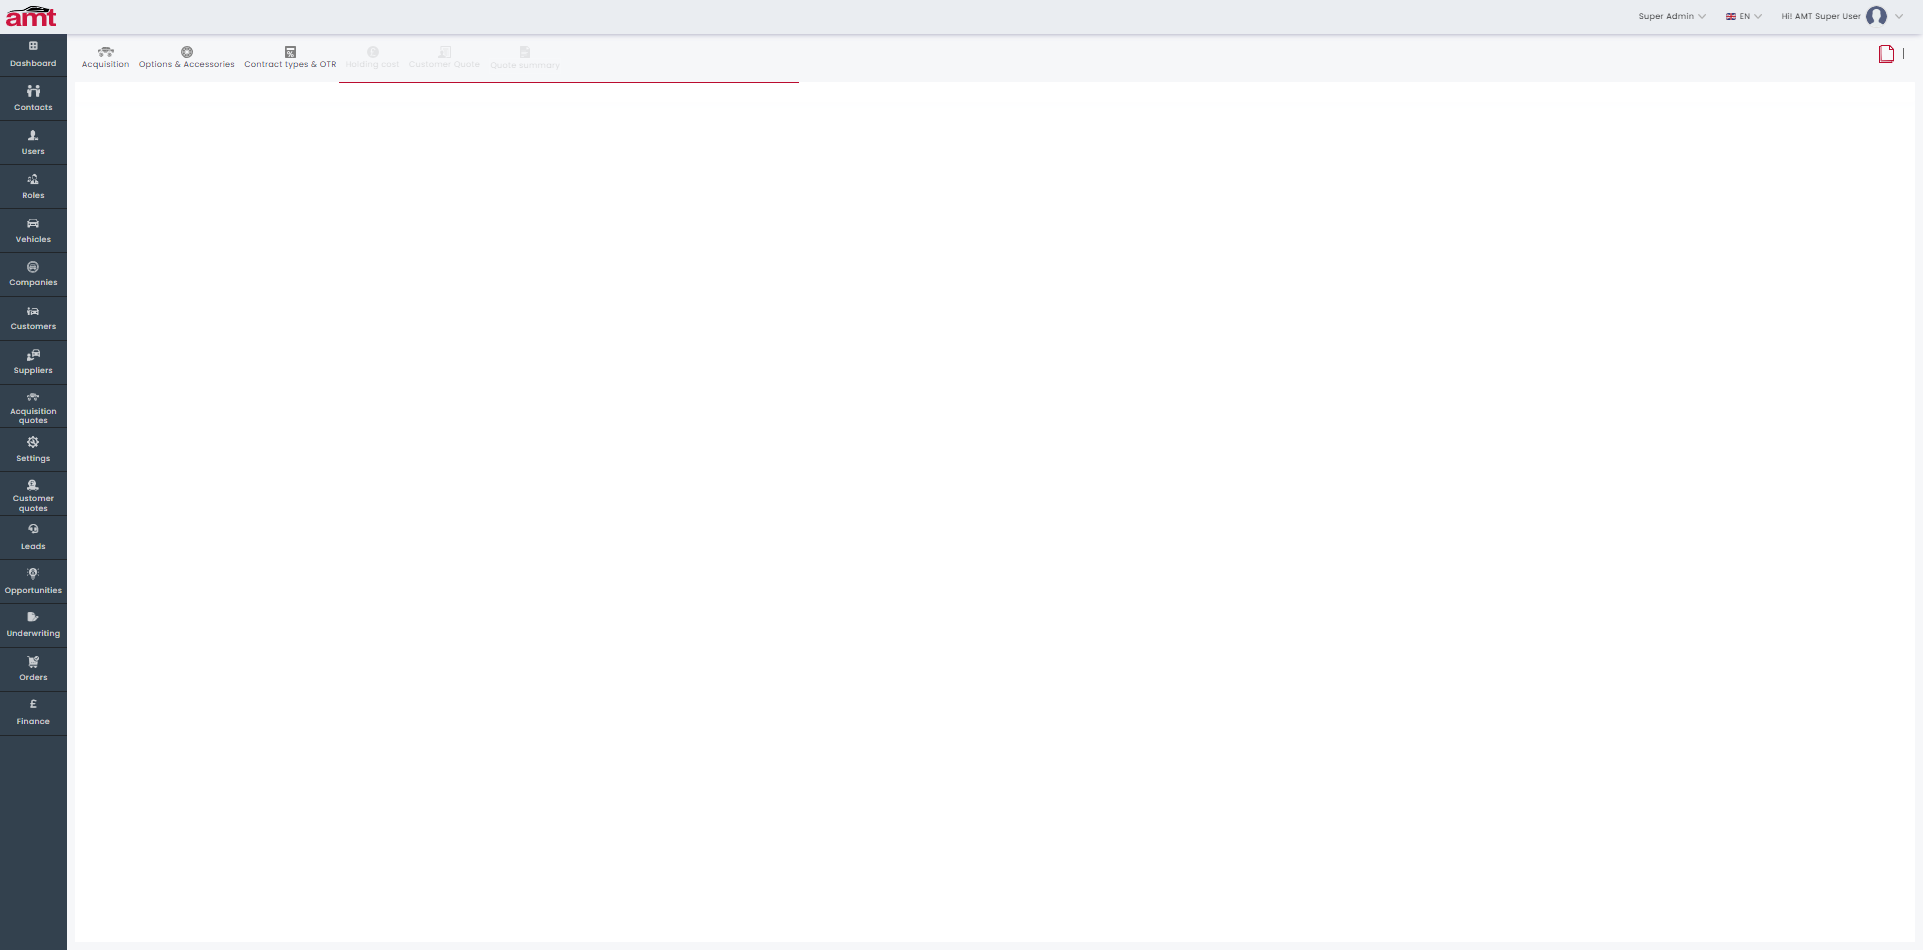 amt
Super Admin
EN
Hi! AMT Super User
Acquisition
Options & Accessories
Contract types & OTR
Holding cost
Customer Quote
Quote summary
Dashboard
Contacts
Users
Roles
Vehicles
Companies
Customers
Suppliers
Acquisition
quotes
Settings
Customer
quotes
Leads
Opportunities
Underwriting
Orders
£
Finance